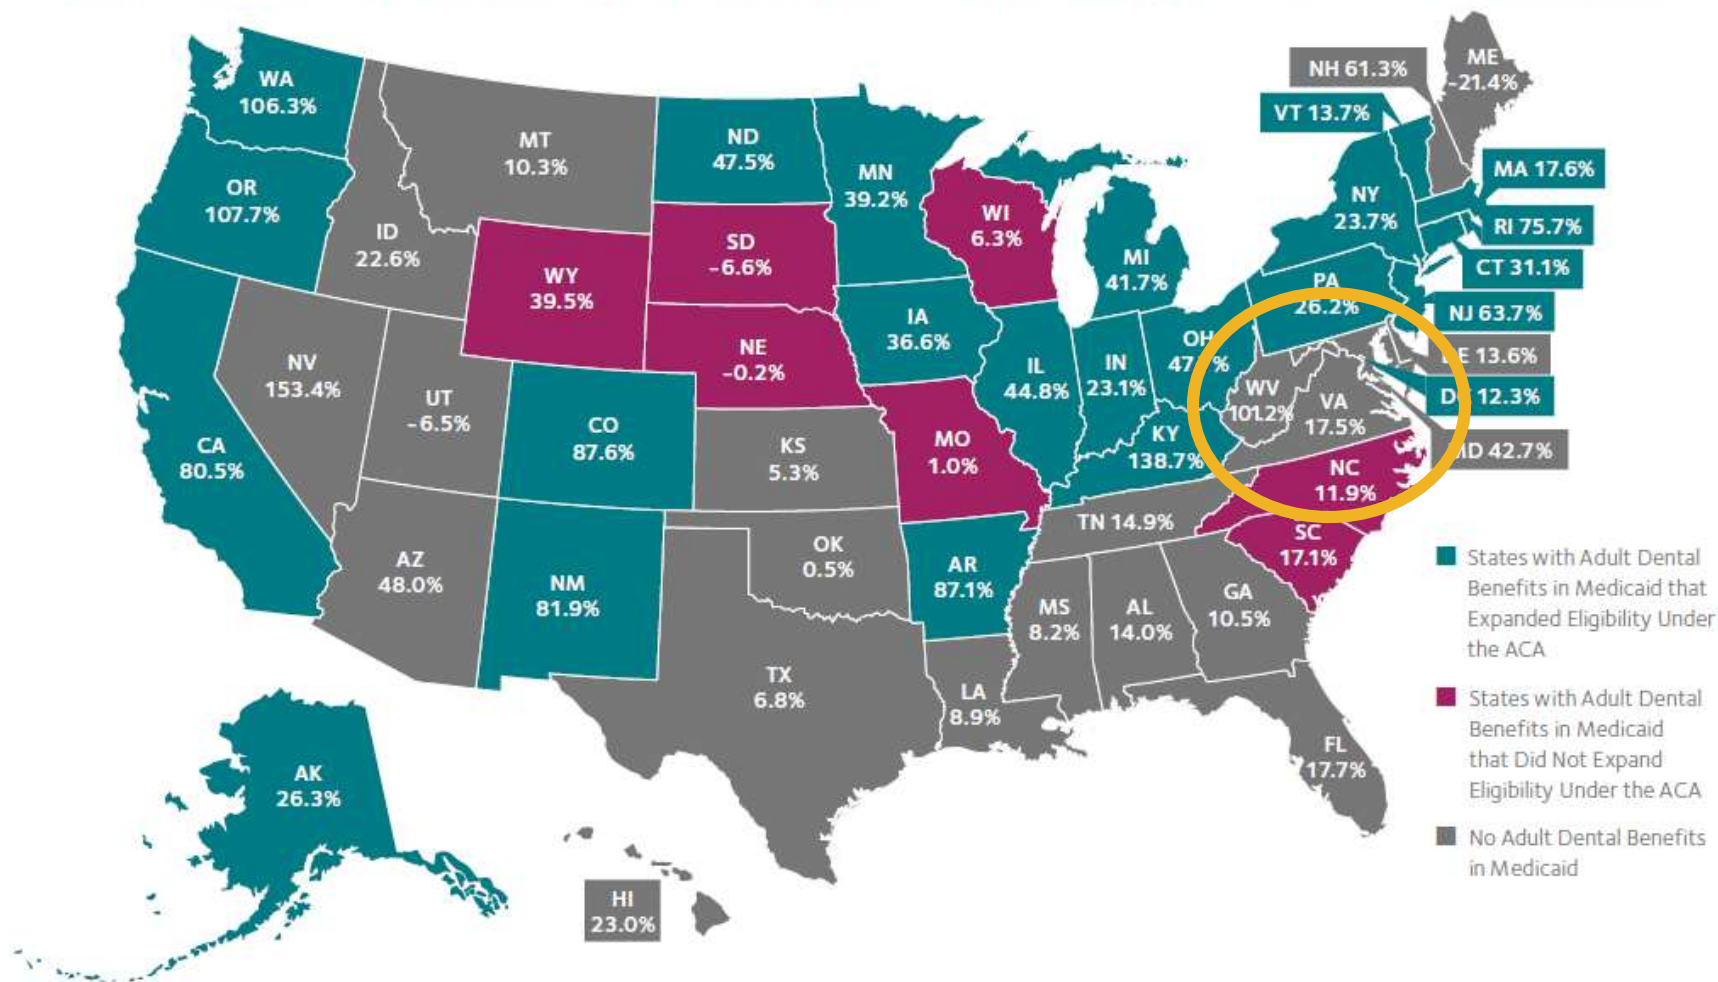 WA
106.3%
OR
107.7%
CA
80.5%
NV
153.4%
ID
22.6%
MT
10.3%
WY
39.5%
UT
-6.5%
AZ
48.0%
CO
87.6%
NM
81.9%
ND
47.5%
SD
-6.6%
NE
-0.2%
KS
5.3%
OK
0.5%
TX
6.8%
MN
39.2%
IA
36.6%
MO
1.0%
AR
87.1%
LA
8.9%
WI
6.3%
IL
44.8%
MI
41.7%
IN
23.1%
OH
KY
138.7%
TN 14.9%
MS
8.2%
AL
14.0%
GA
10.5%
FL
17.7%
SC
17.1%
NC
11.9%
VA
17.5%
WV
101.2%
PA
26.2%
NY
23.7%
ME
-21.4%
NH 61.3%
VT 13.7%
MA 17.6%
RI 75.7%
CT 31.1%
NJ 63.7%
13.6%
12.3%
42.7%
AK
26.3%
HI
23.0%
States with Adult Dental
Benefits in Medicaid that
Expanded Eligibility Under
the ACA
States with Adult Dental
Benefits in Medicaid
that Did Not Expand
Eligibility Under the ACA
No Adult Dental Benefits
in Medicaid